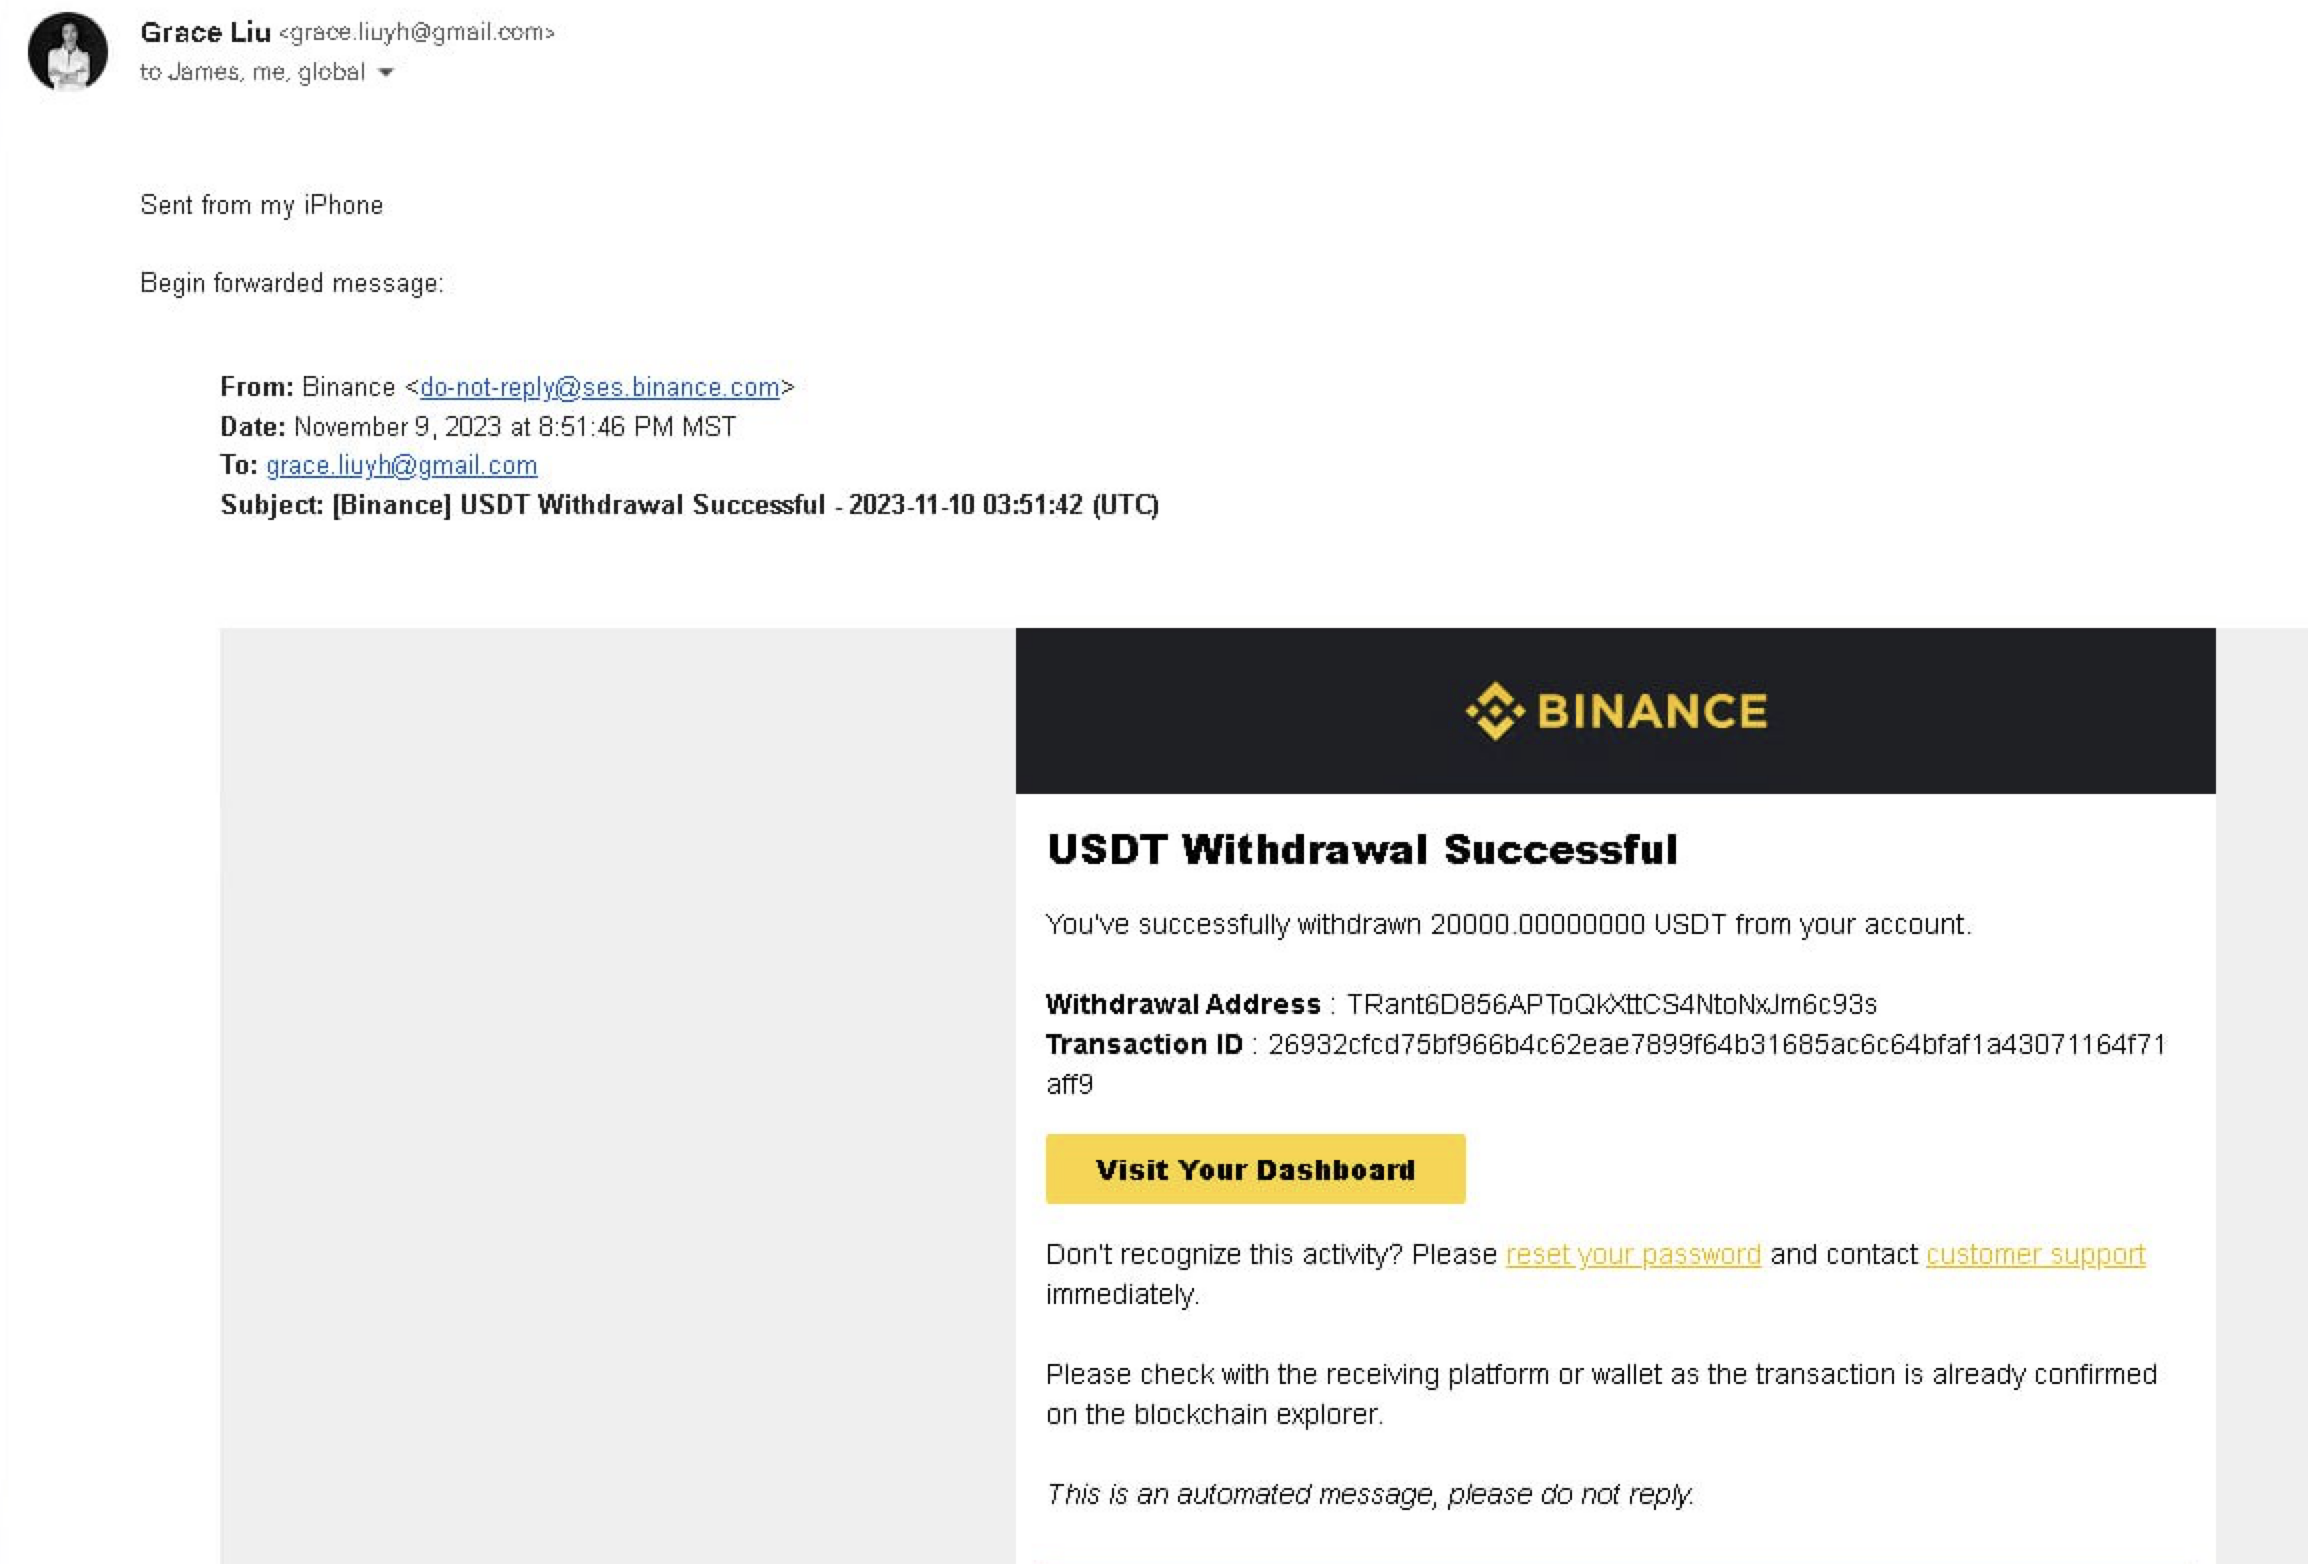 Grace Liu <grace.liuyh@gmail.com>
to James, me, global
Sent from my iPhone
Begin forwarded message:
From: Binance <do-not-reply@ses.binance.com>
Date: November 9, 2023 at 8:51:46 PM MST
To: grace.liuyh@gmail.com
Subject: [Binance] USDT Withdrawal Successful - 2023-11-10 03:51:42 (UTC)
BINANCE
USDT Withdrawal Successful
You've successfully withdrawn 20000.00000000 USDT from your account.
Withdrawal Address : TRant6D856APToQkXttCS4NtoNxJm6c93s
Transaction ID : 26932cfcd75bf966b4c62eae7899f64b31685ac6c64bfaf1a43071164f71
aff9
Visit Your Dashboard
Don't recognize this activity? Please reset your password and contact customer support
immediately.
Please check with the receiving platform or wallet as the transaction is already confirmed
on the blockchain explorer.
This is an automated message, please do not reply.